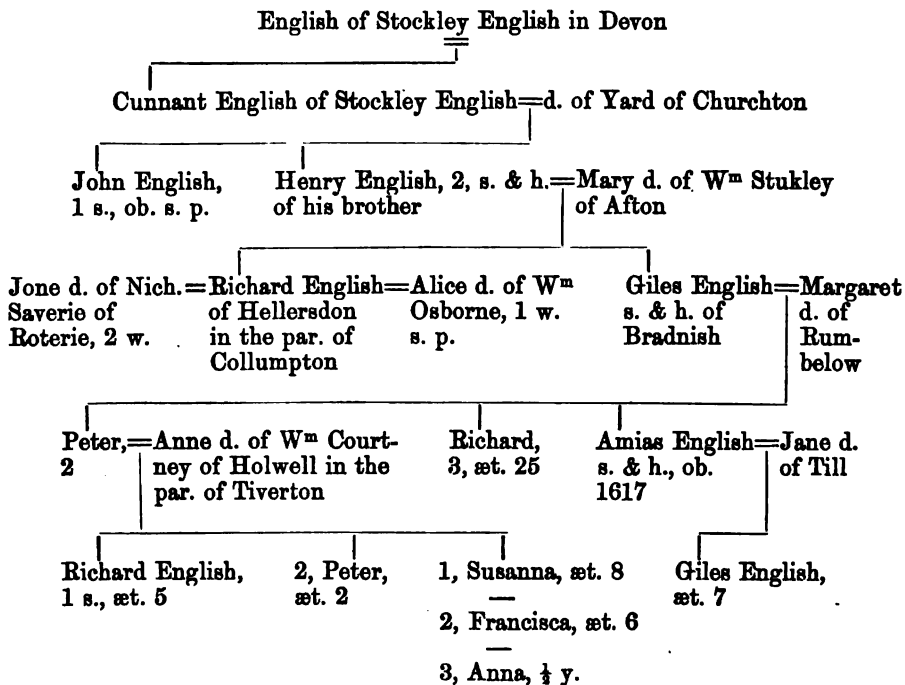 English of Stockley English in Devon
Cunnant English of Stockley English=d. of Yard of Churchton
John English,
1 s., ob. s. p.
Henry English, 2, s. & h.=Mary d. of Wm Stukley
of his brother
of Afton
Jone d. of Nich.=Richard English=Alice d. of Wm
Saverie of
Roterie, 2 w.
of Hellersdon
in the par. of
Collumpton
Osborne, 1 w.
s. p.
Giles English=Margaret
s. & h. of
Bradnish
d. of
Rum-
below
Peter,=Anne d. of Wm Court-
2
ney of Holwell in the
par. of Tiverton
Richard,
3, æt. 25
Amias English=Jane d.
s. & h., ob.
1617
of Till
Richard English,
1 s., æt. 5
2, Peter,
æt. 2
1, Susanna, æt. 8
2, Francisca, æt. 6
3, Anna, ½ y.
Giles English,
æt. 7